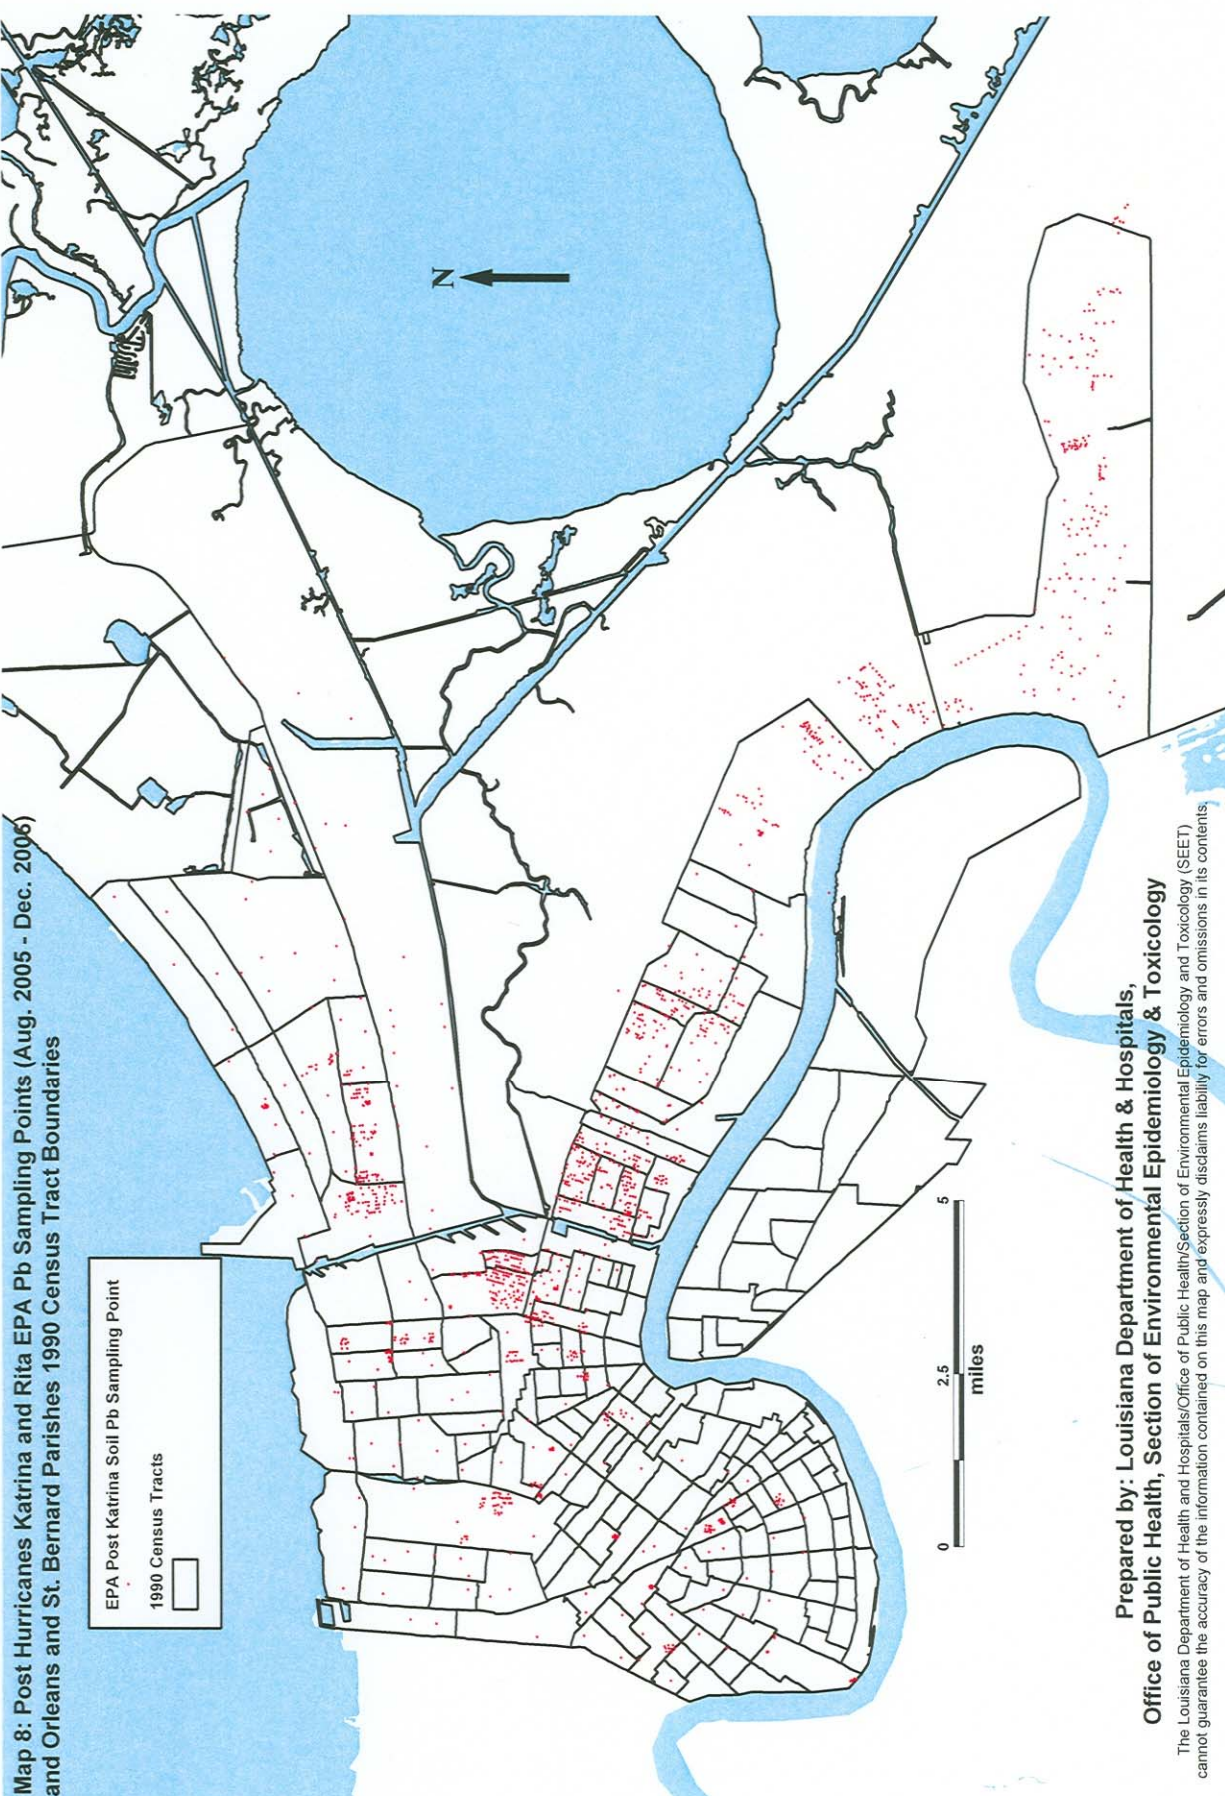 Map 8: Post Hurricanes Katrina and Rita EPA Pb Sampling Points (Aug. 2005 - Dec. 2006)
and Orleans and St. Bernard Parishes 1990 Census Tract Boundaries
EPA Post Katrina Soil Pb Sampling Point
1990 Census Tracts
N
0 2.5 5
miles
Prepared by: Louisiana Department of Health & Hospitals,
Office of Public Health, Section of Environmental Epidemiology & Toxicology
The Louisiana Department of Health and Hospitals/Office of Public Health/Section of Environmental Epidemiology and Toxicology (SEET)
cannot guarantee the accuracy of the information contained on this map and expressly disclaims liability for errors and omissions in its contents.